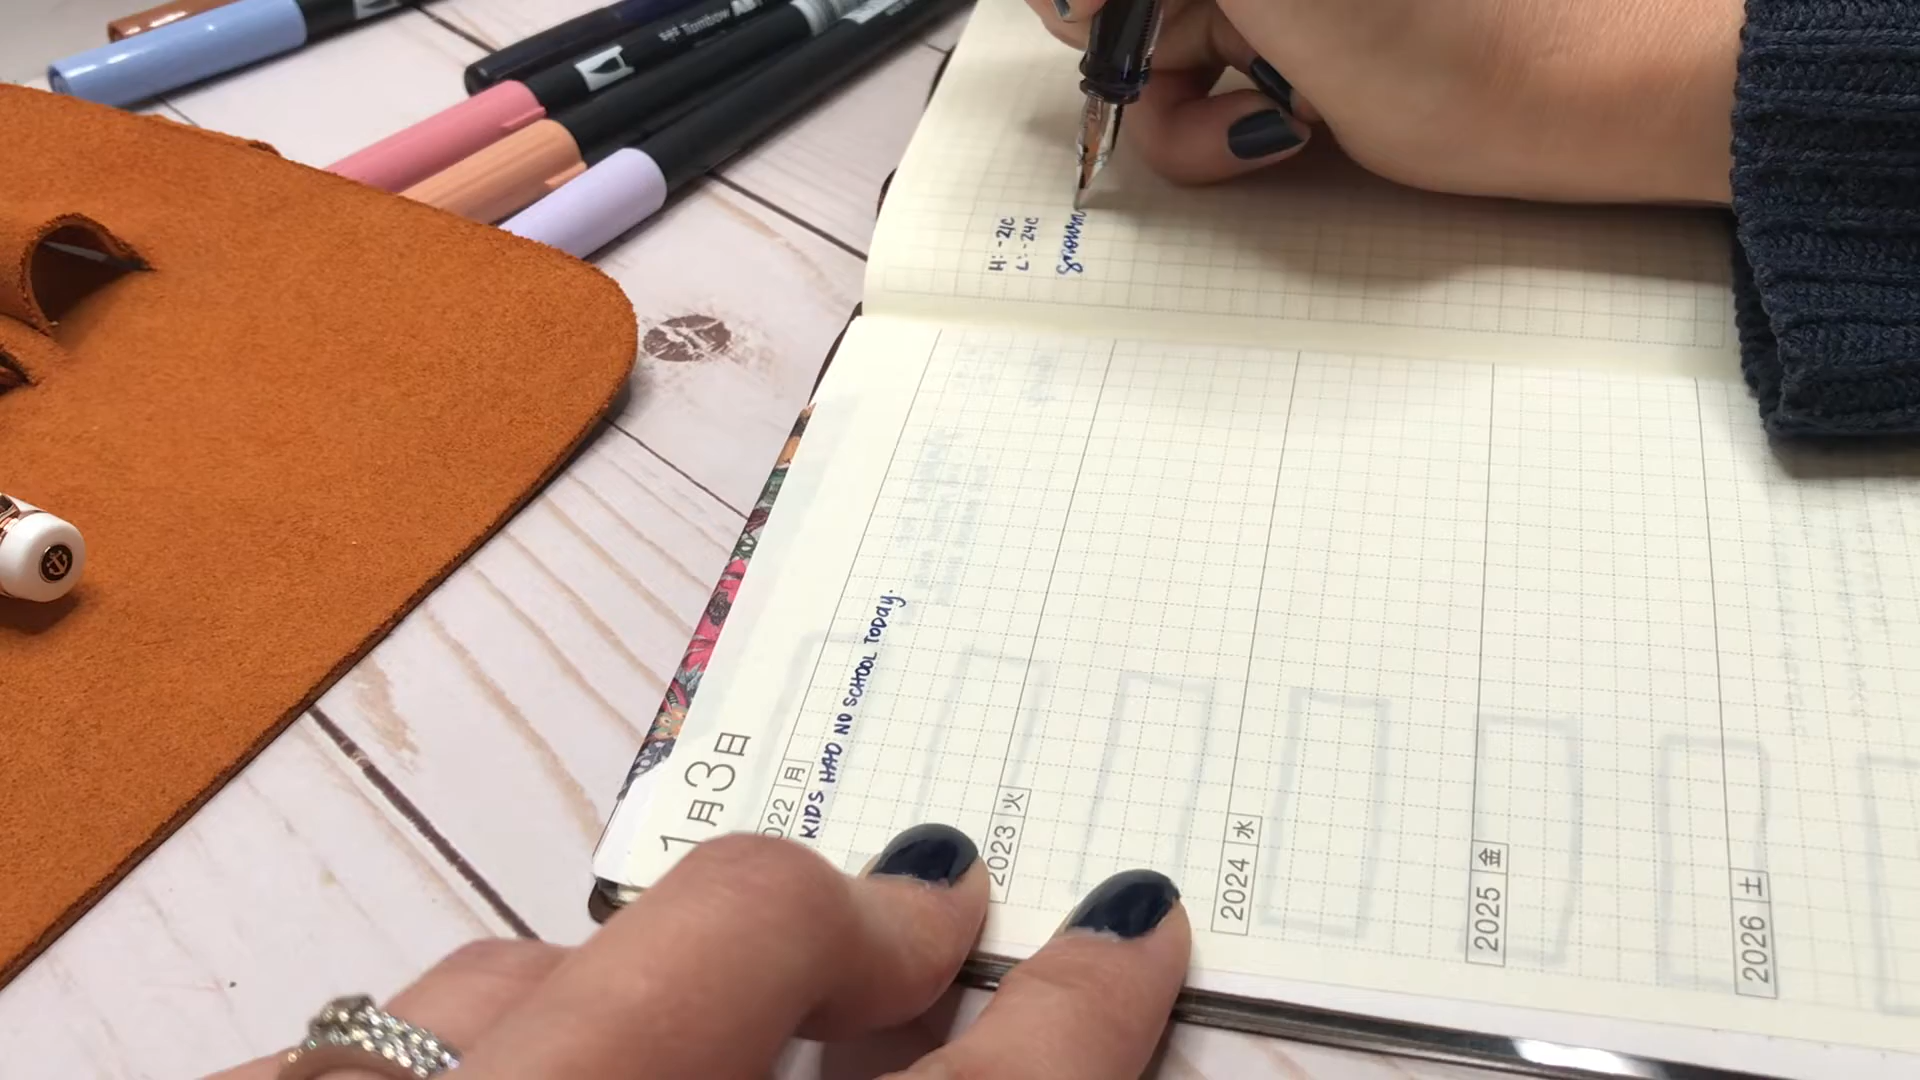 Tombow ABT
H: -21C
L: -24C
1月3日
2022 月
KIDS HAD NO SCHOOL TODAY.
2023 火
2024 水
2025 金
2026 土